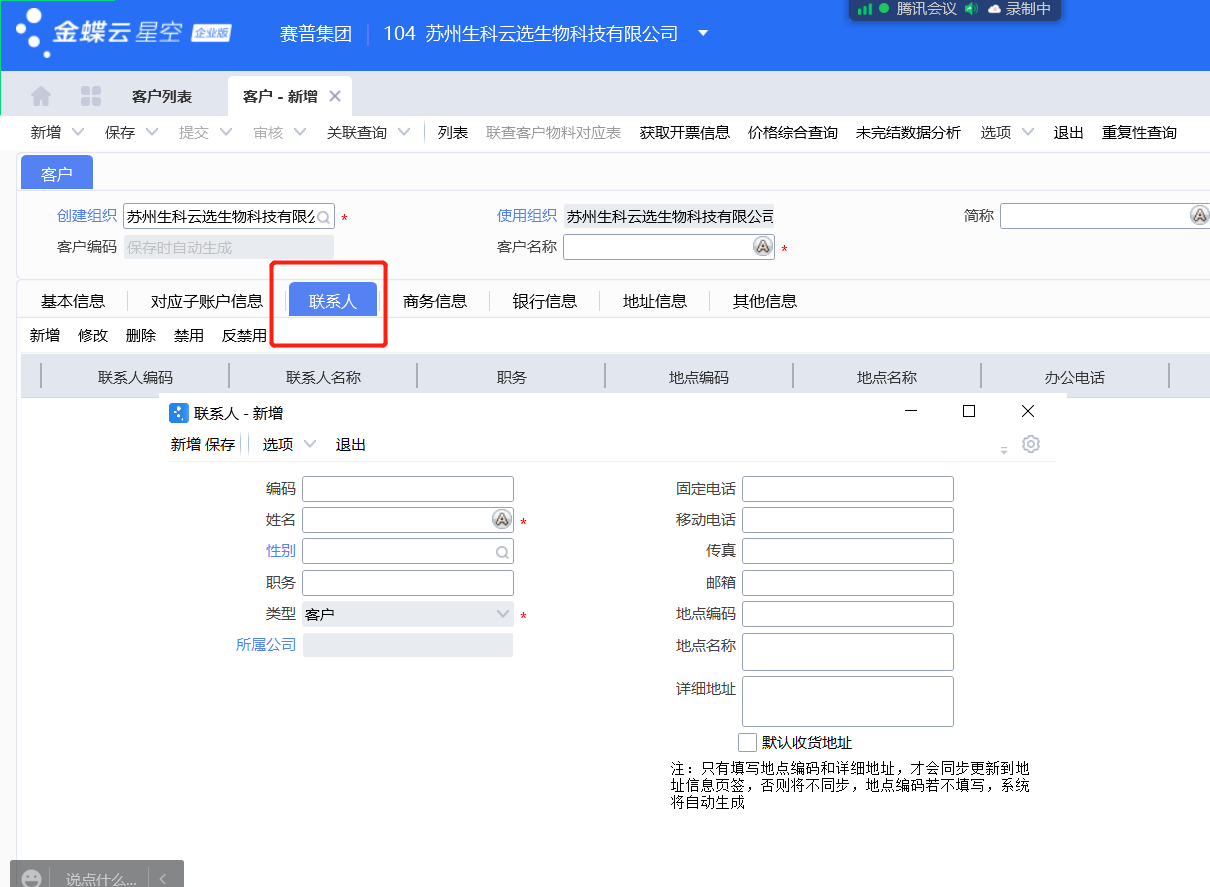 腾讯会议 录制中
金蝶云 星空 企业版 赛普集团 104 苏州生科云选生物科技有限公司
客户列表 客户 - 新增
新增 保存 提交 审核 关联查询 列表 联查客户物料对应表 获取开票信息 价格综合查询 未完结数据分析 选项 退出 重复性查询
客户
创建组织 苏州生科云选生物科技有限公 * 使用组织 苏州生科云选生物科技有限公司 简称
客户编码 保存时自动生成 客户名称 *
基本信息 对应子账户信息 联系人 商务信息 银行信息 地址信息 其他信息
新增 修改 删除 禁用 反禁用
联系人编码 联系人名称 职务 地点编码 地点名称 办公电话
联系人 - 新增
新增 保存 选项 退出
编码 固定电话
姓名 * 移动电话
性别 传真
职务 邮箱
类型 客户 * 地点编码
所属公司 地点名称
详细地址
默认收货地址
注：只有填写地点编码和详细地址，才会同步更新到地
址信息页签，否则将不同步，地点编码若不填写，系统
将自动生成
说点什么...